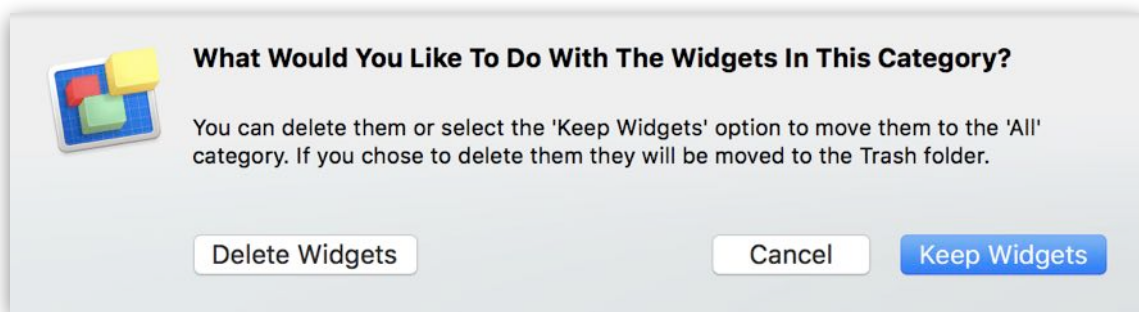 What Would You Like To Do With The Widgets In This Category?
You can delete them or select the 'Keep Widgets' option to move them to the 'All'
category. If you chose to delete them they will be moved to the Trash folder.
Delete Widgets
Cancel
Keep Widgets